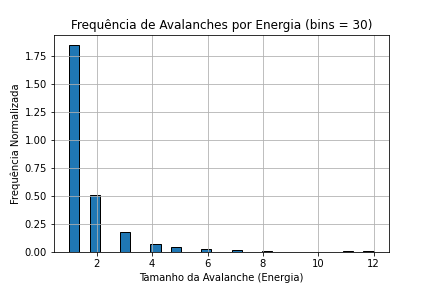 Frequência de Avalanches por Energia (bins = 30)
Frequência Normalizada
1.75
1.50
1.25
1.00
0.75
0.50
0.25
0.00
2 4 6 8 10 12
Tamanho da Avalanche (Energia)